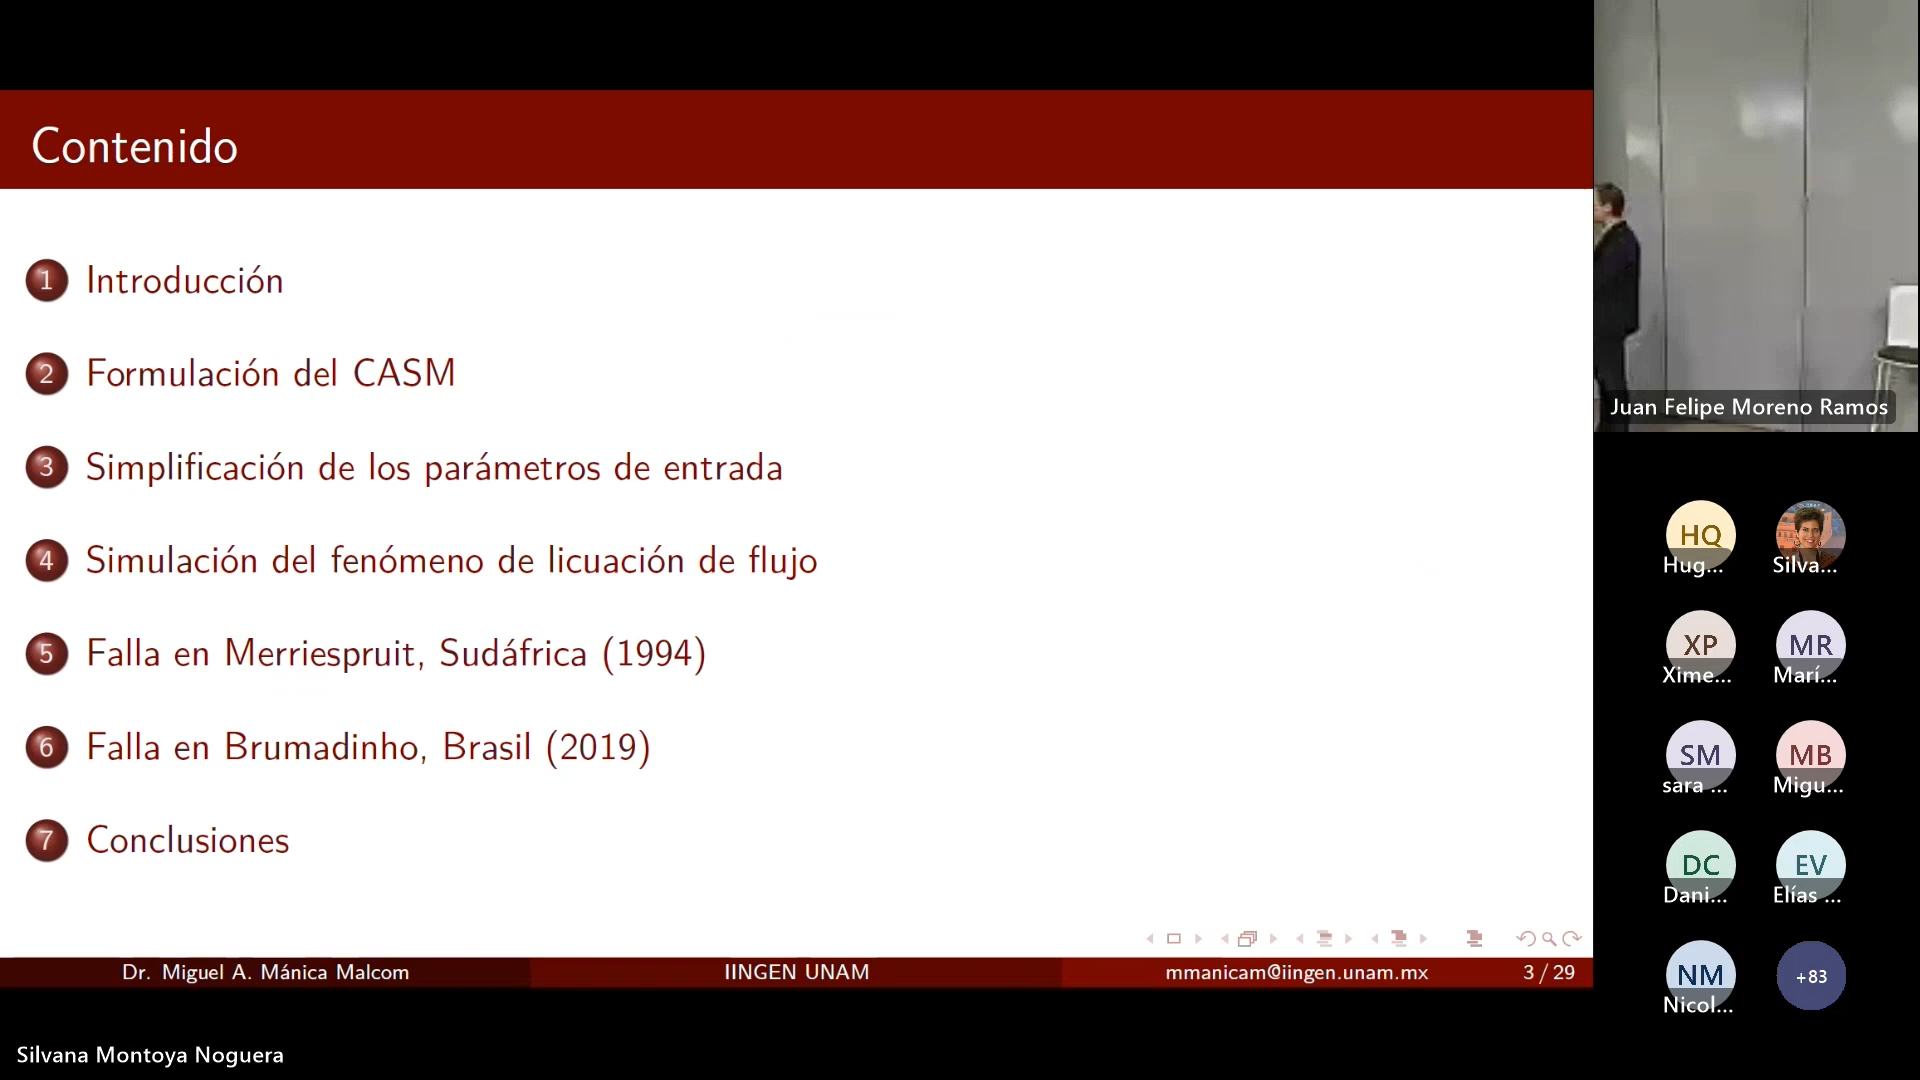 Contenido
1 Introducción
2 Formulación del CASM
3 Simplificación de los parámetros de entrada
4 Simulación del fenómeno de licuación de flujo
5 Falla en Merriespruit, Sudáfrica (1994)
6 Falla en Brumadinho, Brasil (2019)
7 Conclusiones
Dr. Miguel A. Mánica Malcom IINGEN UNAM mmanicam@iingen.unam.mx 3 / 29
Silvana Montoya Noguera
Juan Felipe Moreno Ramos
HQ
Hug... Silva...
XP MR
Xime... Marí...
SM MB
sara ... Migu...
DC EV
Dani... Elías ...
NM +83
Nicol...